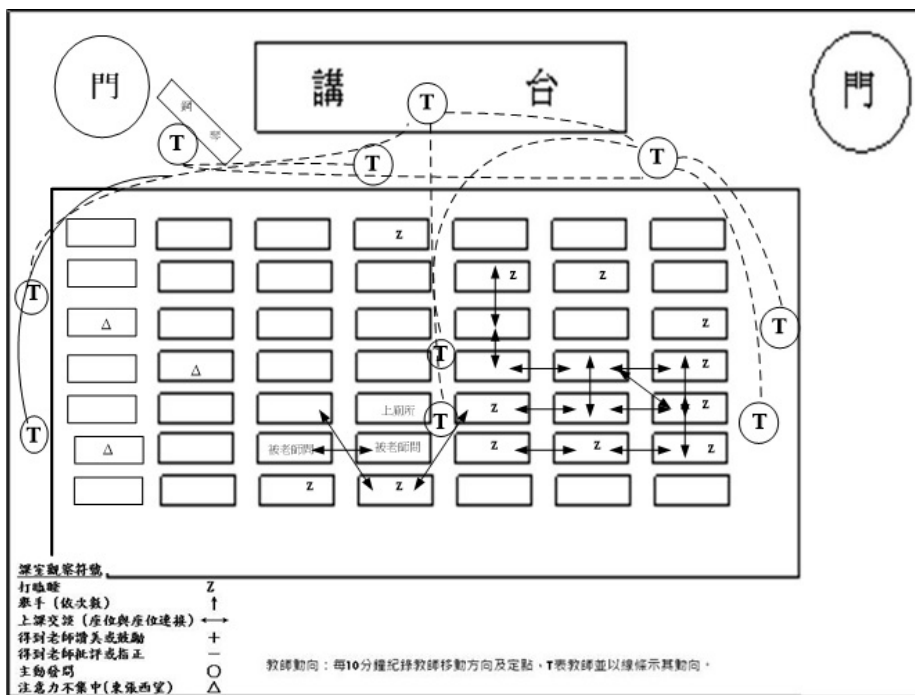 門
講台
門
鋼琴
T
T
T
T
Z
T
Z
Z
△
Z
T
T
△
Z
上廁所
Z
Z
T
T
T
△
被老師問
被老師問
Z
Z
Z
Z
Z
課室觀察符號
打瞌睡 Z
舉手(依次數) ↑
上課交談(座位與座位連接) ↔
得到老師讚美或鼓勵 +
得到老師批評或指正 －
主動發問 ○
注意力不集中(東張西望) △
教師動向：每10分鐘紀錄教師移動方向及定點，T表教師並以線條示其動向。